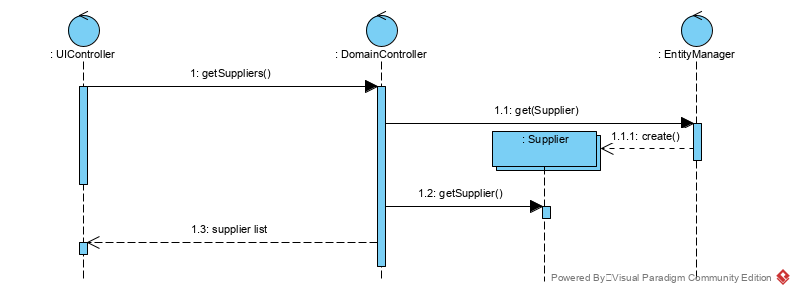 : UIController
: DomainController
: EntityManager
1: getSuppliers()
1.1: get(Supplier)
: Supplier
1.1.1: create()
1.2: getSupplier()
1.3: supplier list
Powered By Visual Paradigm Community Edition